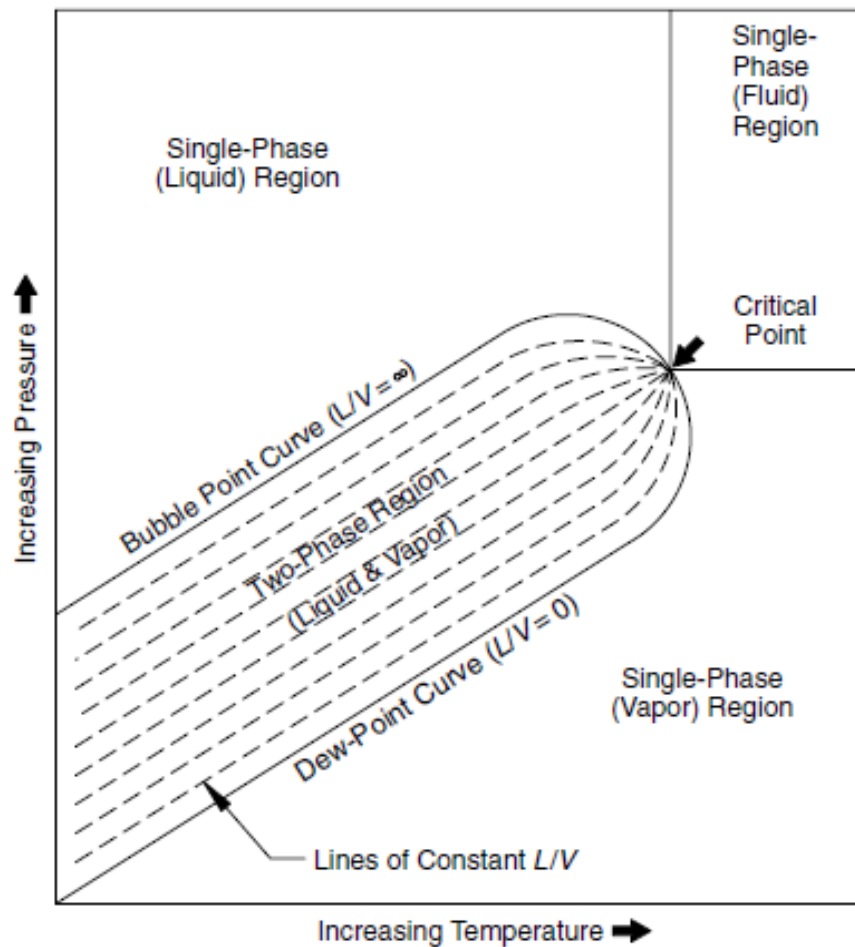 Single-
Phase
(Fluid)
Region
Single-Phase
(Liquid) Region
Critical
Point
Increasing Pressure
Bubble Point Curve (L/V = ∞)
Two-Phase Region
(Liquid & Vapor)
Dew-Point Curve (L/V = 0)
Single-Phase
(Vapor) Region
Lines of Constant L/V
Increasing Temperature